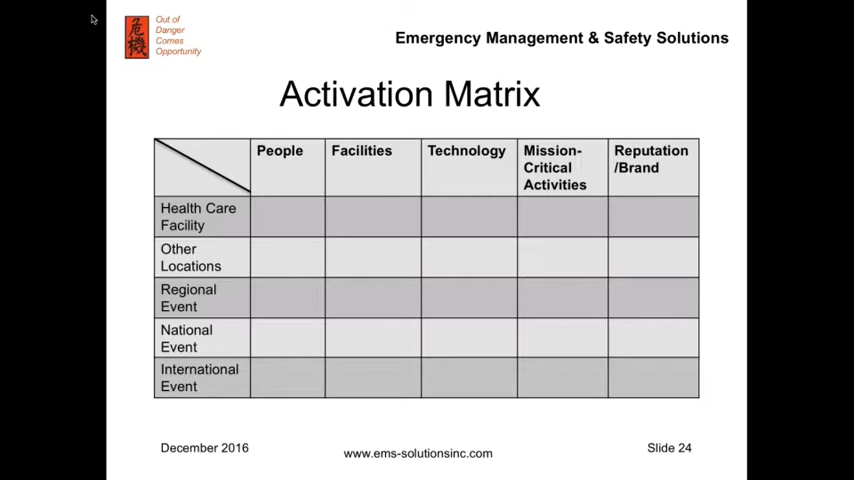 危
機
Out of
Danger
Comes
Opportunity
Emergency Management & Safety Solutions
Activation Matrix
People
Facilities
Technology
Mission-
Critical
Activities
Reputation
/Brand
Health Care
Facility
Other
Locations
Regional
Event
National
Event
International
Event
December 2016
www.ems-solutionsinc.com
Slide 24